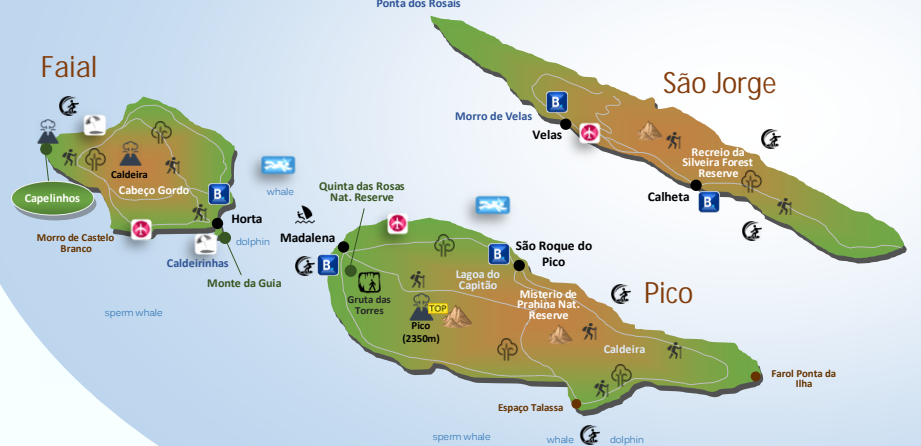 Ponta dos Rosais
Faial
São Jorge
Morro de Velas
Velas
Recreio da
Silveira Forest
Reserve
Calheta
Caldeira
Cabeço Gordo
Capelinhos
Horta
Morro de Castelo
Branco
Caldeirinhas
Monte da Guia
whale
dolphin
sperm whale
Quinta das Rosas
Nat. Reserve
Madalena
São Roque do
Pico
Lagoa do
Capitão
Gruta das
Torres
TOP
Pico
(2350m)
Misterio de
Prahina Nat.
Reserve
Pico
Caldeira
Farol Ponta da
Ilha
Espaço Talassa
sperm whale
whale
dolphin
B
B
B
B
B